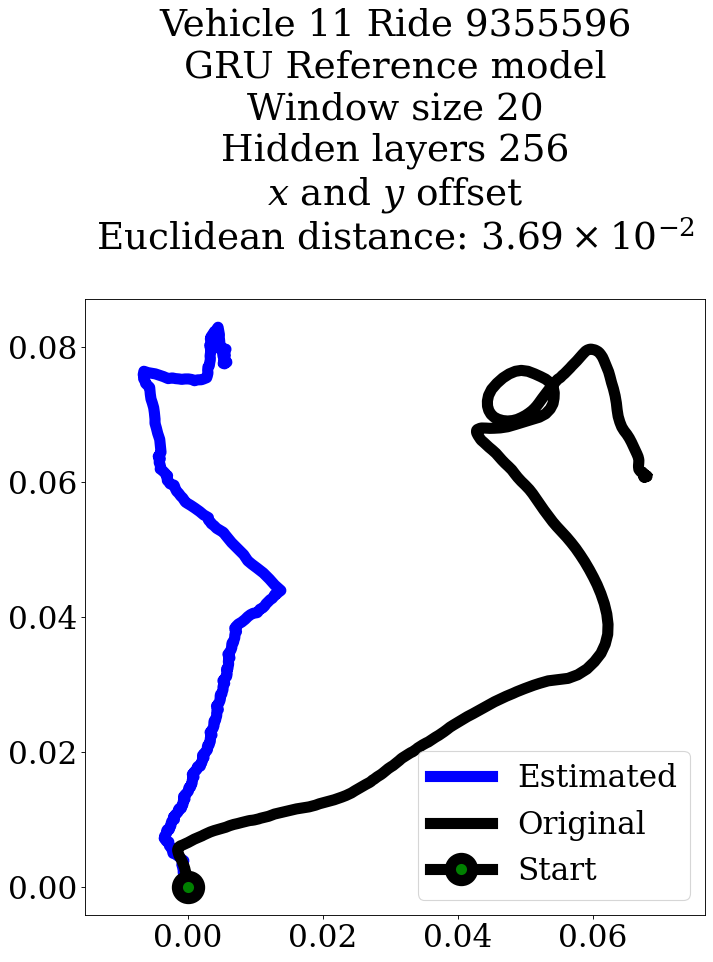 Vehicle 11 Ride 9355596
GRU Reference model
Window size 20
Hidden layers 256
x and y offset
Euclidean distance: 3.69 × 10⁻²
0.08
0.06
0.04
0.02
0.00
Estimated
Original
Start
0.00 0.02 0.04 0.06